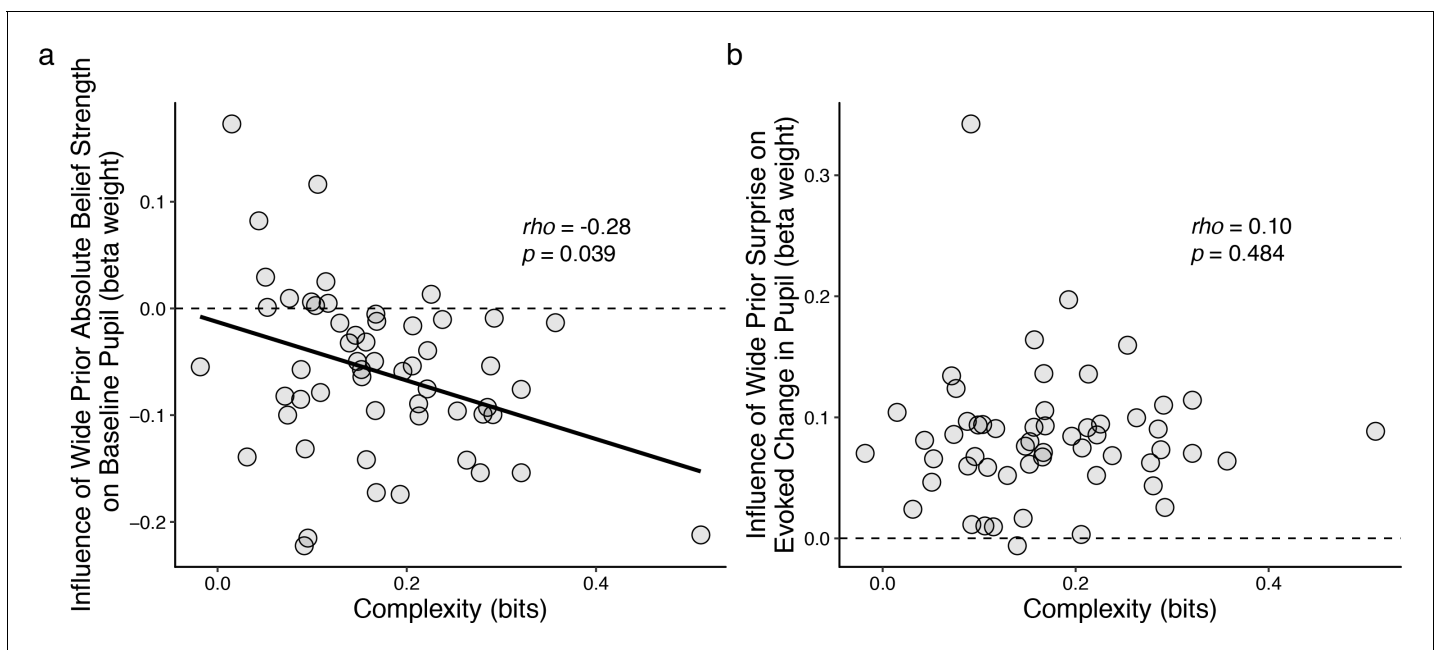 a
Influence of Wide Prior Absolute Belief Strength
on Baseline Pupil (beta weight)
0.1
0.0
−0.1
−0.2
rho = -0.28
p = 0.039
0.0
0.2
0.4
Complexity (bits)
b
Influence of Wide Prior Surprise on
Evoked Change in Pupil (beta weight)
0.3
0.2
0.1
0.0
rho = 0.10
p = 0.484
0.0
0.2
0.4
Complexity (bits)